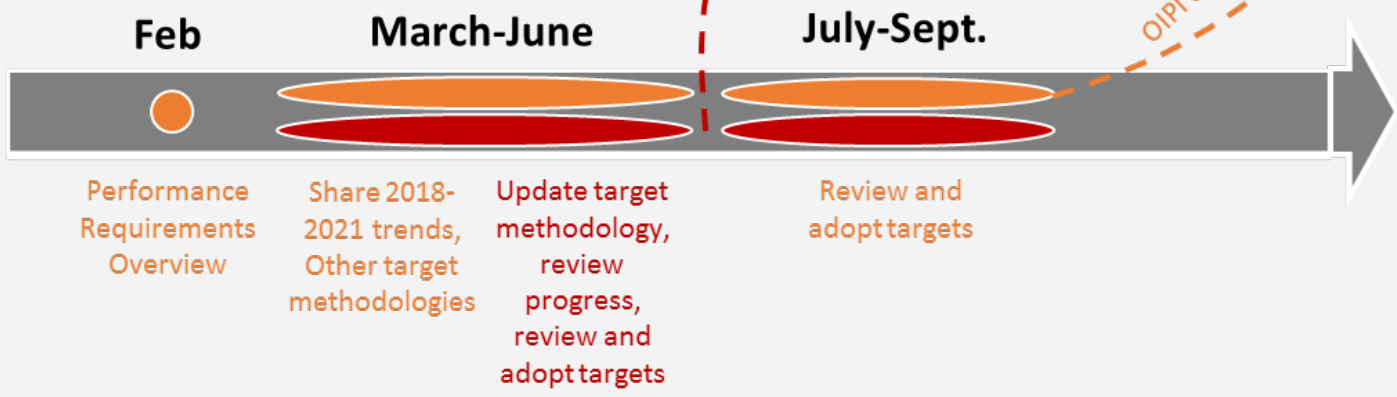 Feb
March-June
July-Sept.
OIPI
Performance
Requirements
Overview
Share 2018-
2021 trends,
Other target
methodologies
Update target
methodology,
review
progress,
review and
adopt targets
Review and
adopt targets